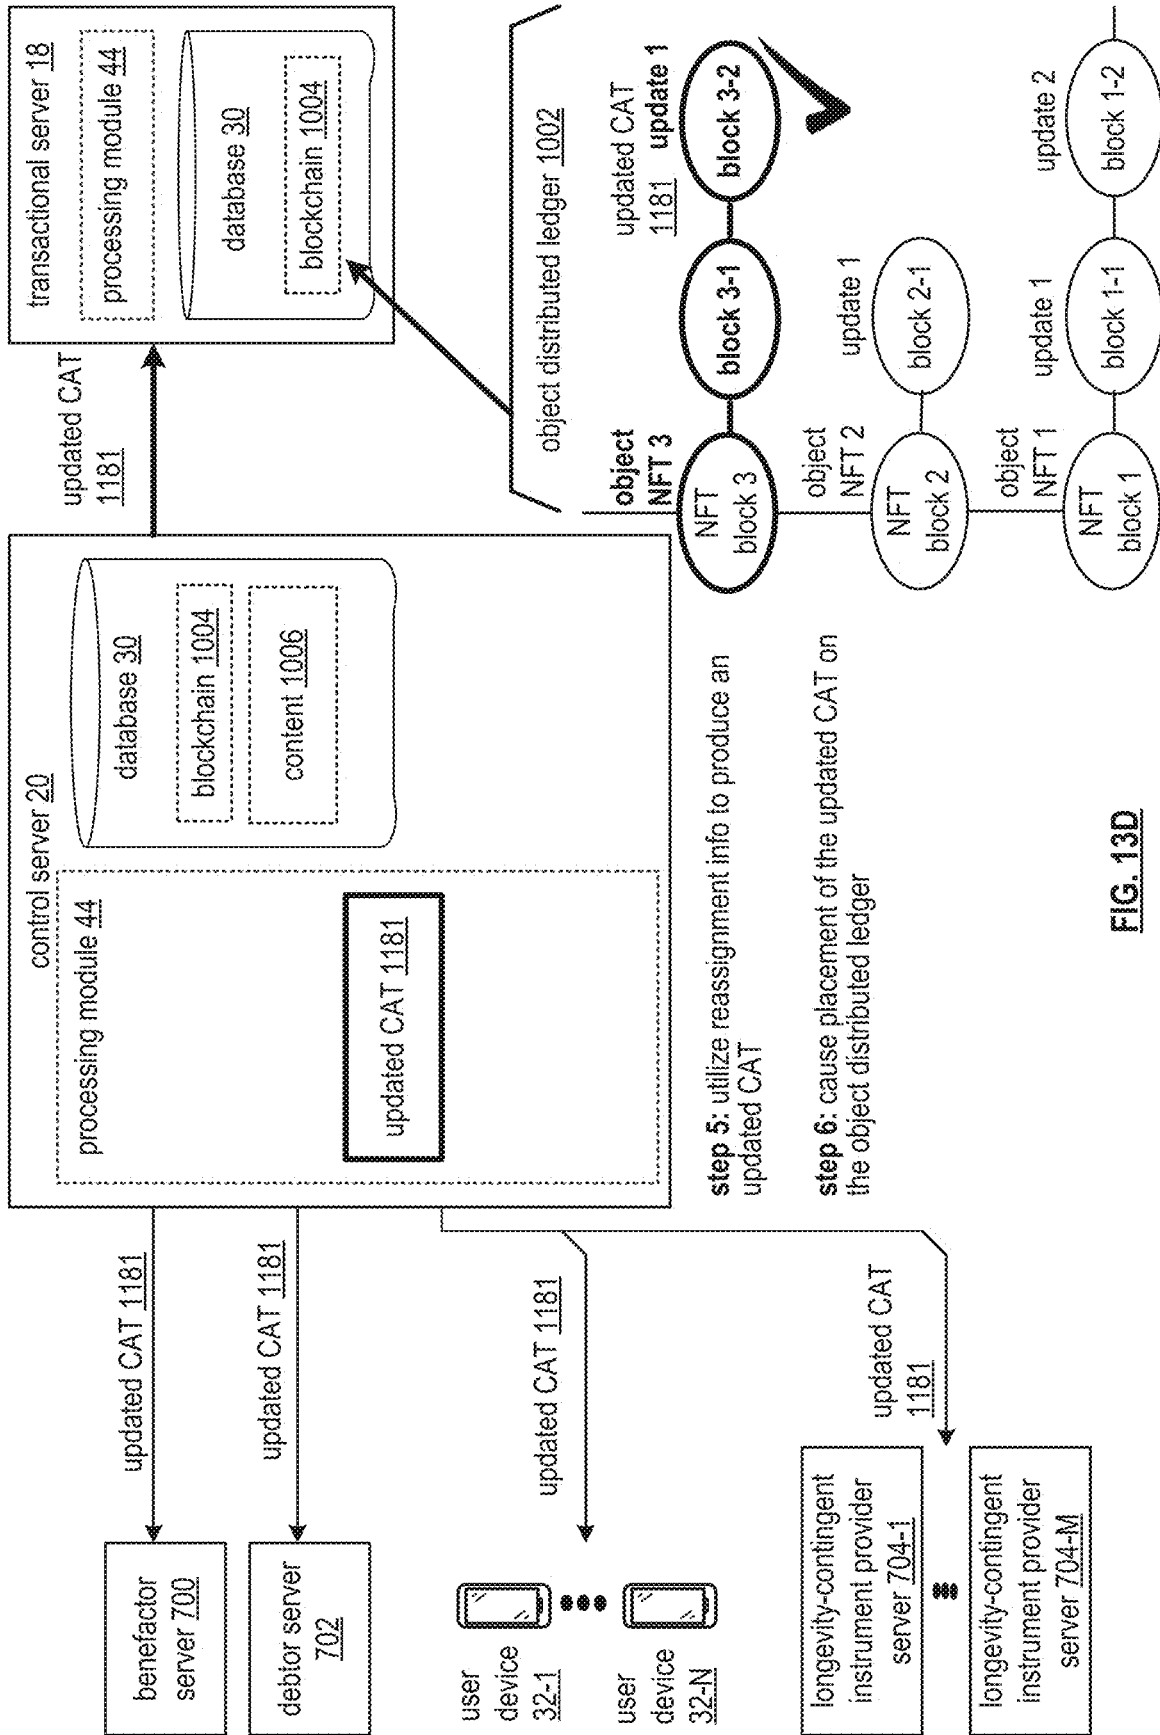 benefactor
server 700
debtor server
702
user
device
32-1
user
device
32-N
longevity-contingent
instrument provider
server 704-1
longevity-contingent
instrument provider
server 704-M
updated CAT 1181
updated CAT 1181
updated CAT 1181
updated CAT
1181
control server 20
processing module 44
updated CAT 1181
database 30
blockchain 1004
content 1006
updated CAT
1181
transactional server 18
processing module 44
database 30
blockchain 1004
step 5: utilize reassignment info to produce an
updated CAT
step 6: cause placement of the updated CAT on
the object distributed ledger
object distributed ledger 1002
object
NFT 3
NFT
block 3
block 3-1
updated CAT
1181 update 1
block 3-2
object
NFT 2
NFT
block 2
update 1
block 2-1
object
NFT 1
NFT
block 1
update 1
block 1-1
update 2
block 1-2
FIG. 13D